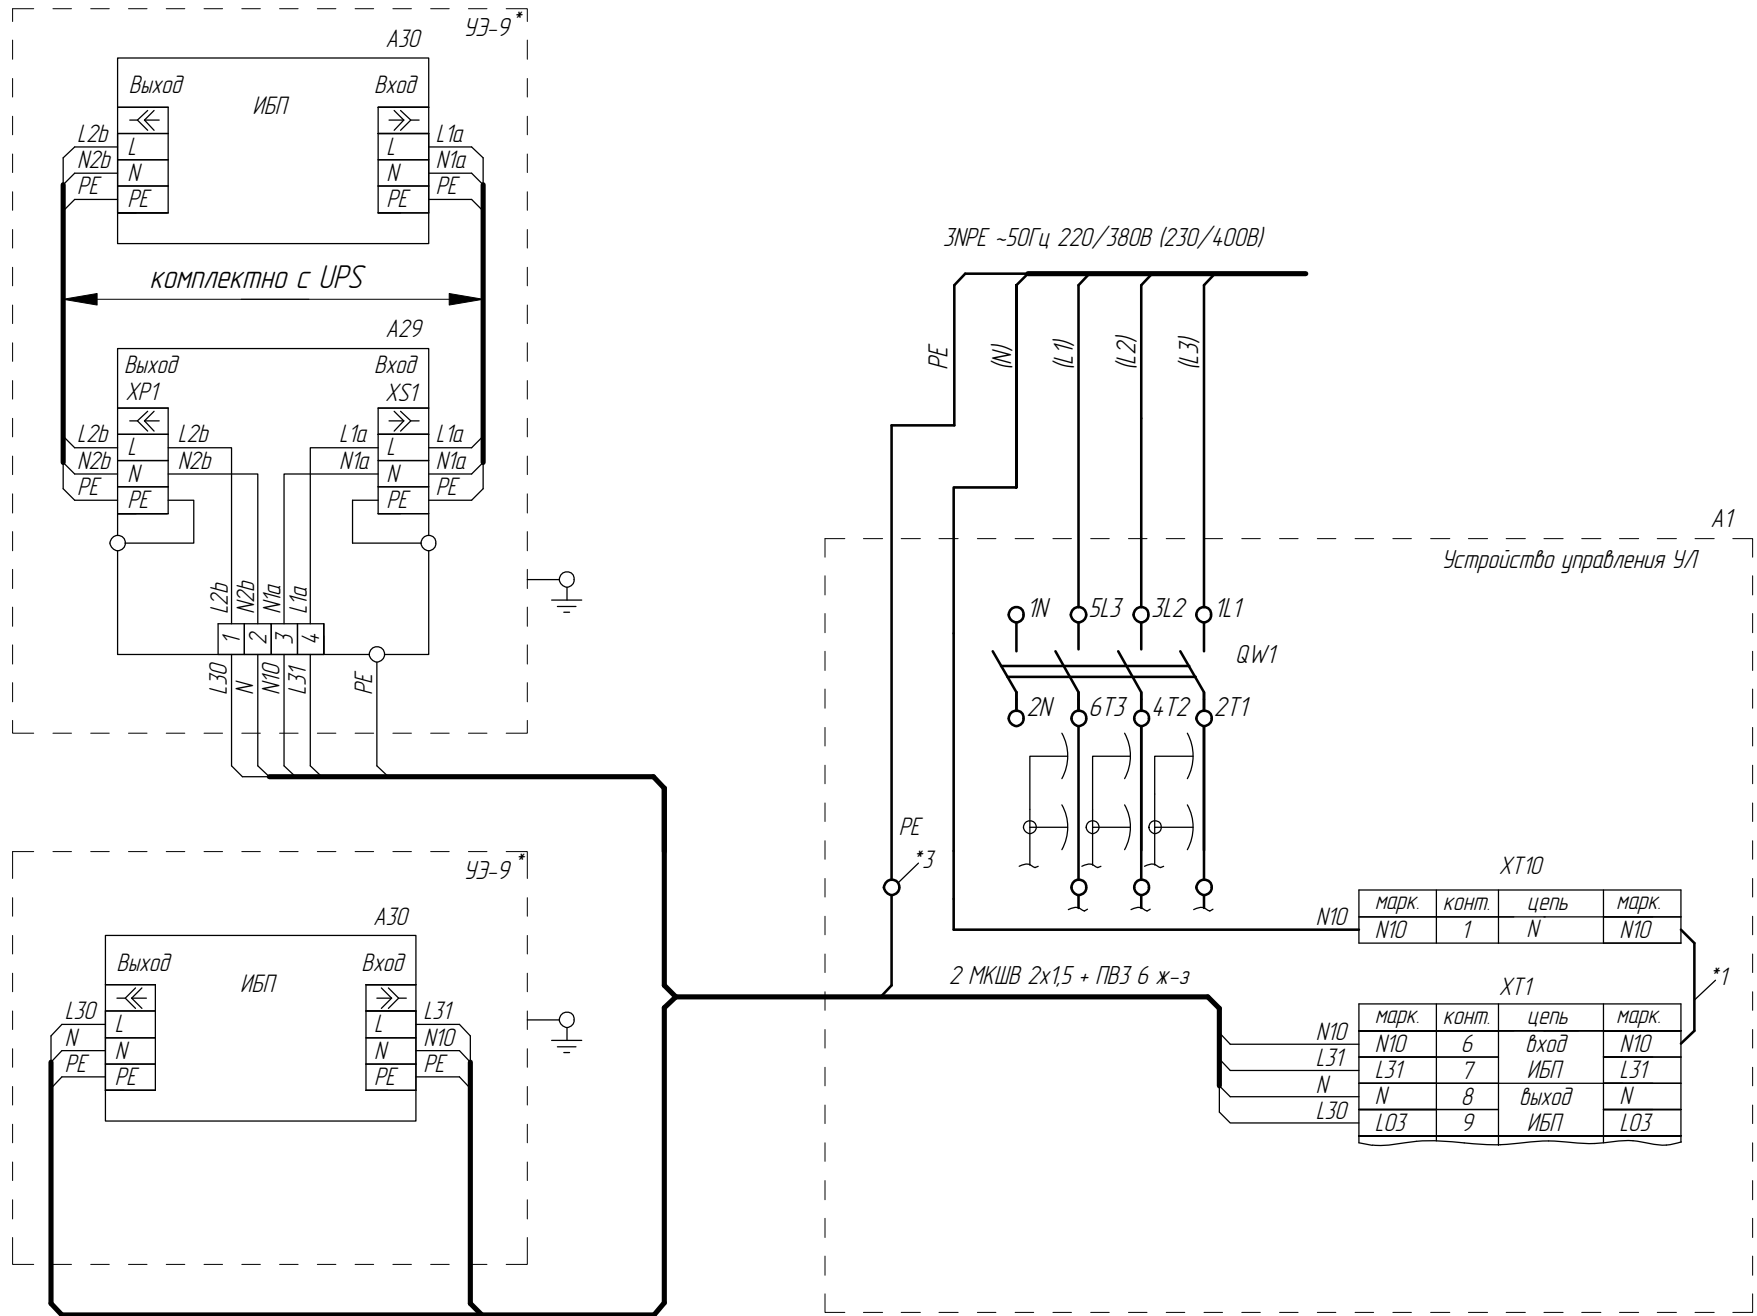 УЭ-9*
A30
Выход
ИБП
Вход
L2b
L
L
L1a
N2b
N
N
N1a
PE
PE
PE
PE
комплектно с UPS
A29
Выход
Вход
XP1
XS1
L2b
L
L2b
L1a
L
L1a
N2b
N
N2b
N1a
N
N1a
PE
PE
PE
PE
L2b
N2b
N1a
L1a
1
2
3
4
L30
N
N10
L31
PE
УЭ-9*
A30
Выход
ИБП
Вход
L30
L
L
L31
N
N
N
N10
PE
PE
PE
PE
3NPE ~50Гц 220/380В (230/400В)
PE
(N)
(L1)
(L2)
(L3)
A1
Устройство управления УЛ
1N
5L3
3L2
1L1
QW1
2N
6T3
4T2
2T1
PE
*3
XT10
марк. конт. цепь марк.
N10
N10 1 N N10
*1
2 МКШВ 2х1,5 + ПВ3 6 ж-з
XT1
марк. конт. цепь марк.
N10
N10 6 вход N10
L31
L31 7 ИБП L31
N
N 8 выход N
L30
L03 9 ИБП L03